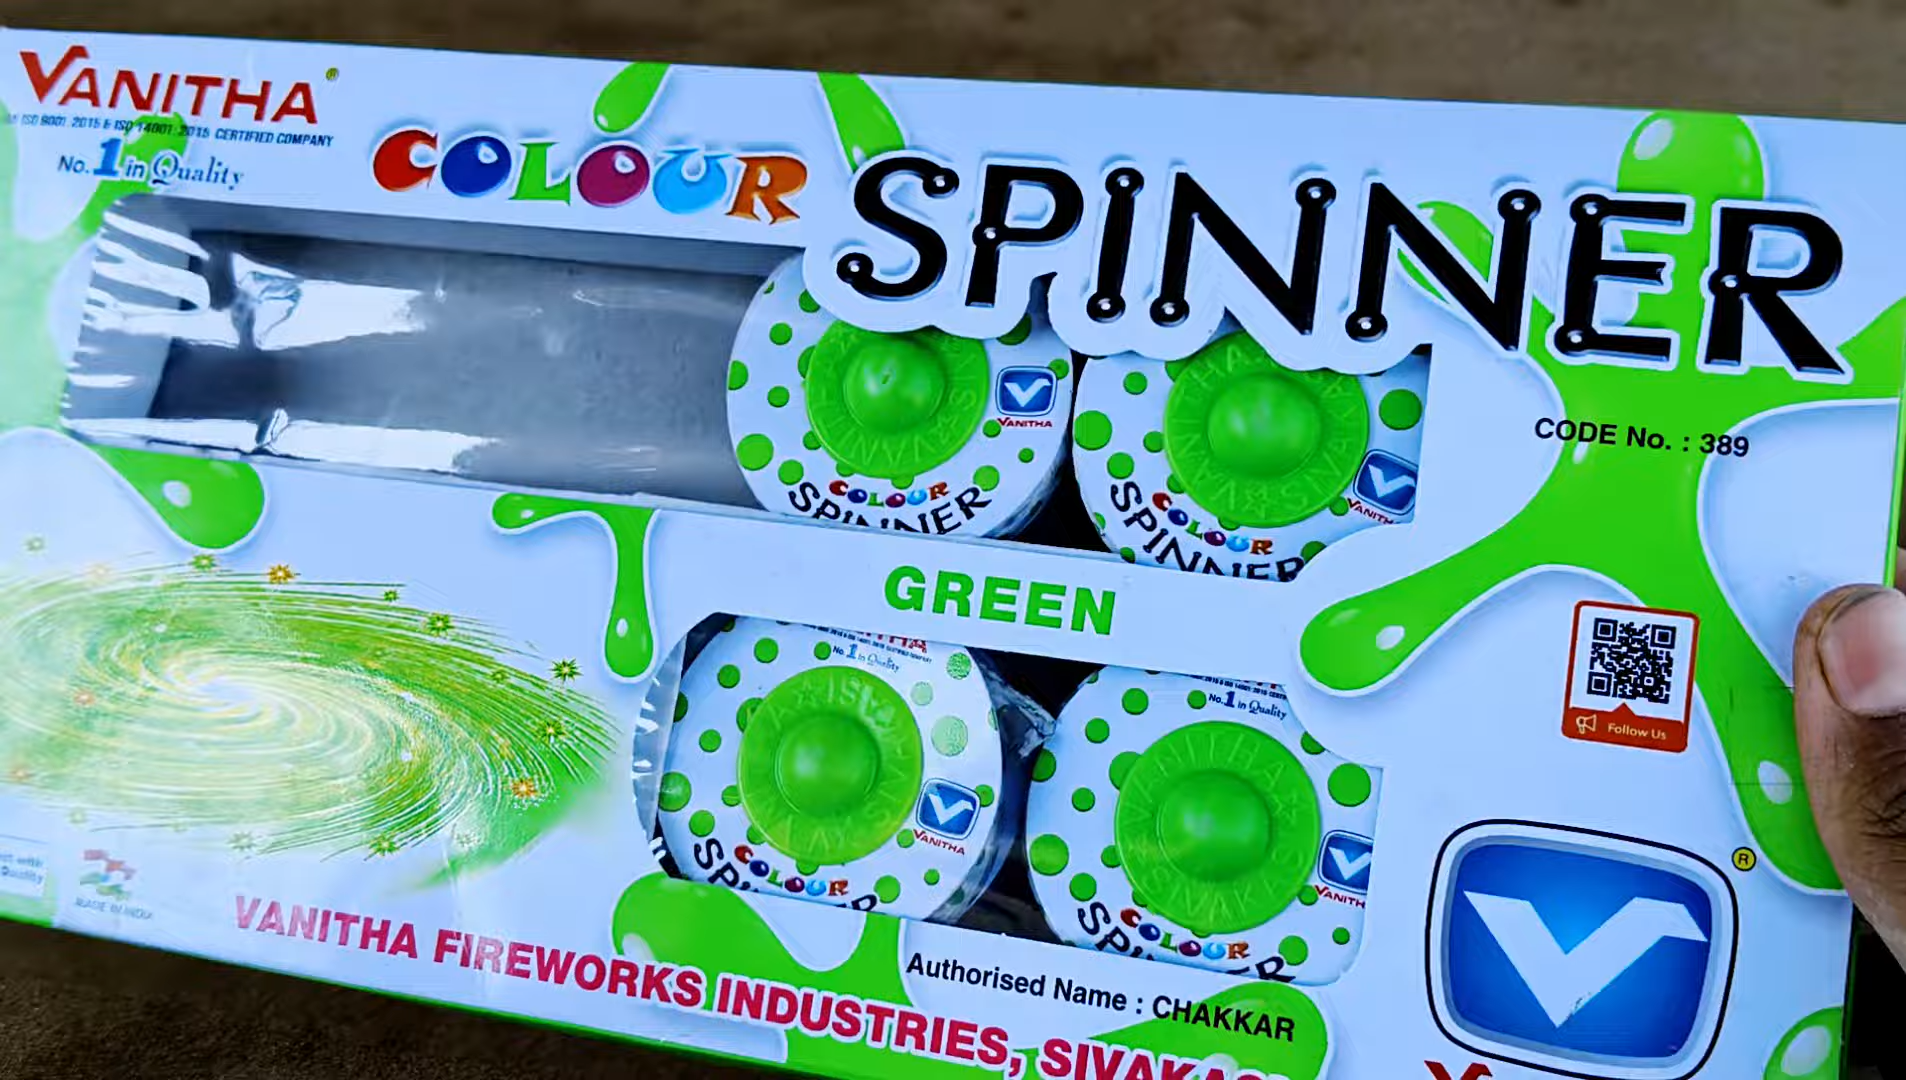 VANITHA®
ISO 9001: 2015 & ISO 14001: 2015 CERTIFIED COMPANY
No. 1 in Quality
COLOUR SPINNER
CODE No. : 389
VANITHA
VANITHA
COLOUR
SPINNER
COLOUR
SPINNER
GREEN
No. 1 in Quality
No. 1 in Quality
Follow Us
VANITHA
COLOUR
COLOUR
MADE IN INDIA
Quality
Authorised Name : CHAKKAR
VANITHA FIREWORKS INDUSTRIES,
®